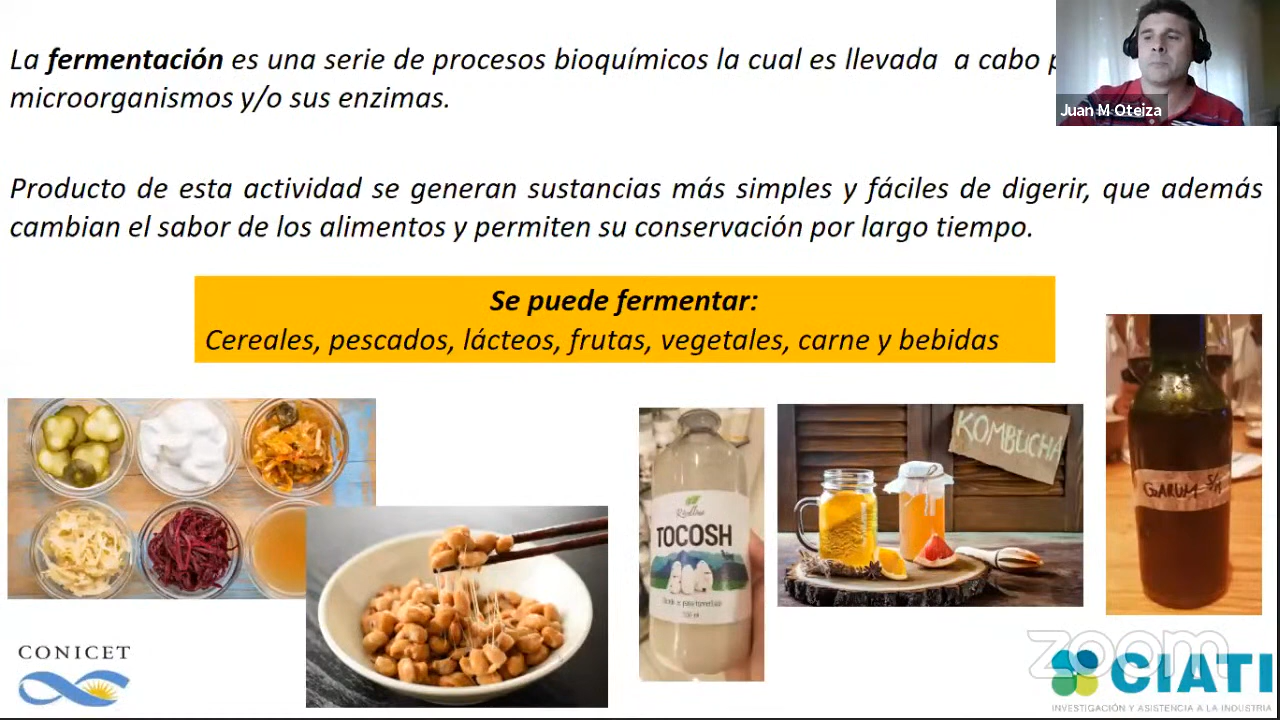 La fermentación es una serie de procesos bioquímicos la cual es llevada a cabo
microorganismos y/o sus enzimas.
Juan M Oteiza
Producto de esta actividad se generan sustancias más simples y fáciles de digerir, que además
cambian el sabor de los alimentos y permiten su conservación por largo tiempo.
Se puede fermentar:
Cereales, pescados, lácteos, frutas, vegetales, carne y bebidas
KOMBUCHA
GARUM
TOCOSH
CONICET
zoom
CIATI
INVESTIGACIÓN Y ASISTENCIA A LA INDUSTRIA